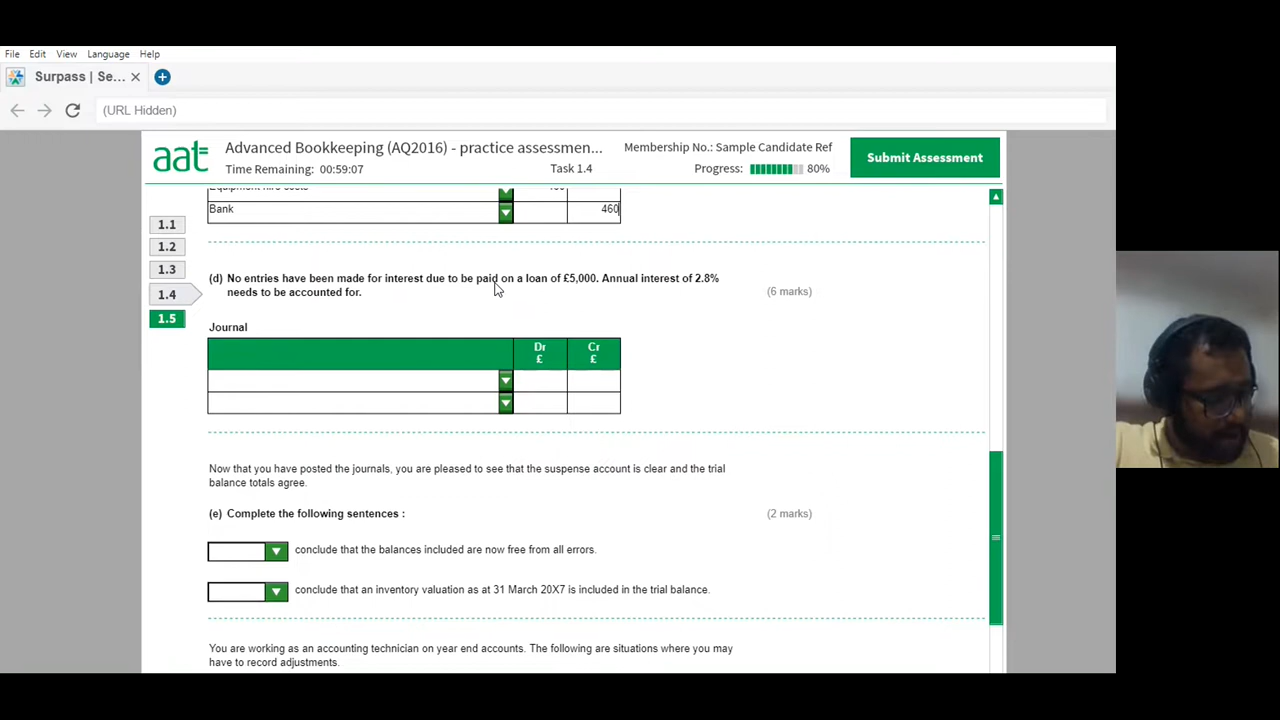 File Edit View Language Help
Surpass | Se...
(URL Hidden)
aat
Advanced Bookkeeping (AQ2016) - practice assessmen...
Membership No.: Sample Candidate Ref
Submit Assessment
Time Remaining: 00:59:07
Task 1.4
Progress: 80%
Equipment hire costs
Bank 460
1.1
1.2
1.3
1.4
1.5
(d) No entries have been made for interest due to be paid on a loan of £5,000. Annual interest of 2.8%
needs to be accounted for.
(6 marks)
Journal
Dr Cr
£ £
Now that you have posted the journals, you are pleased to see that the suspense account is clear and the trial
balance totals agree.
(e) Complete the following sentences :
(2 marks)
conclude that the balances included are now free from all errors.
conclude that an inventory valuation as at 31 March 20X7 is included in the trial balance.
You are working as an accounting technician on year end accounts. The following are situations where you may
have to record adjustments.